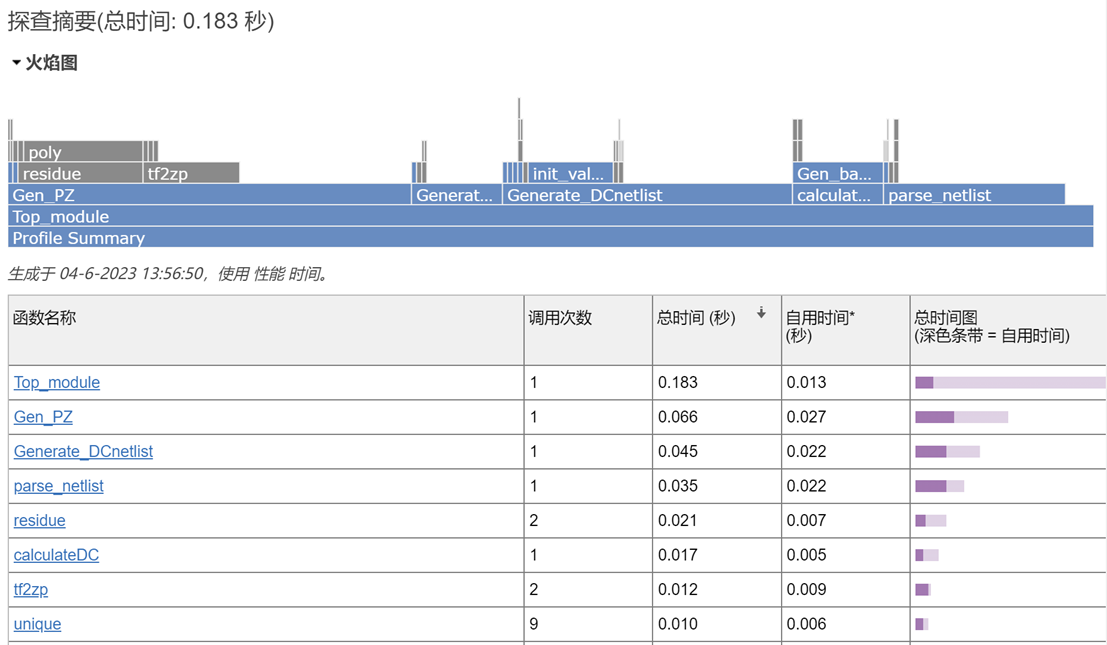 探查摘要(总时间: 0.183 秒)
火焰图
poly
residue tf2zp init_val... Gen_ba...
Gen_PZ Generat... Generate_DCnetlist calculat... parse_netlist
Top_module
Profile Summary
生成于 04-6-2023 13:56:50，使用 性能 时间。
函数名称 调用次数 总时间 (秒) 自用时间* (秒) 总时间图 (深色条带 = 自用时间)
Top_module 1 0.183 0.013
Gen_PZ 1 0.066 0.027
Generate_DCnetlist 1 0.045 0.022
parse_netlist 1 0.035 0.022
residue 2 0.021 0.007
calculateDC 1 0.017 0.005
tf2zp 2 0.012 0.009
unique 9 0.010 0.006